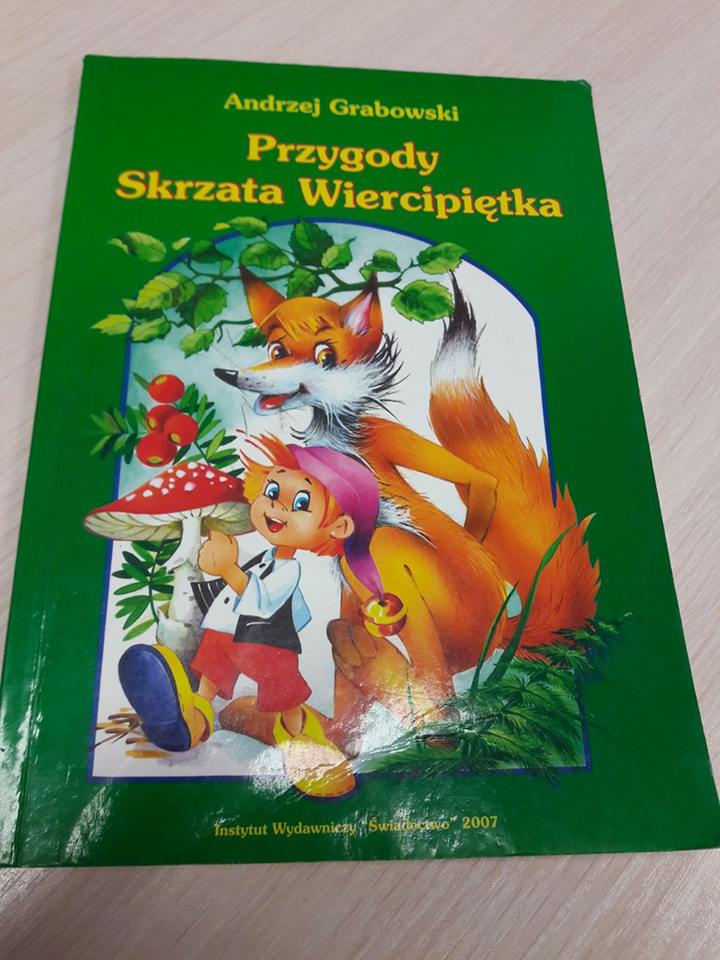 Andrzej Grabowski
Przygody
Skrzata Wiercipiętka
Instytut Wydawniczy "Świadectwo" 2007